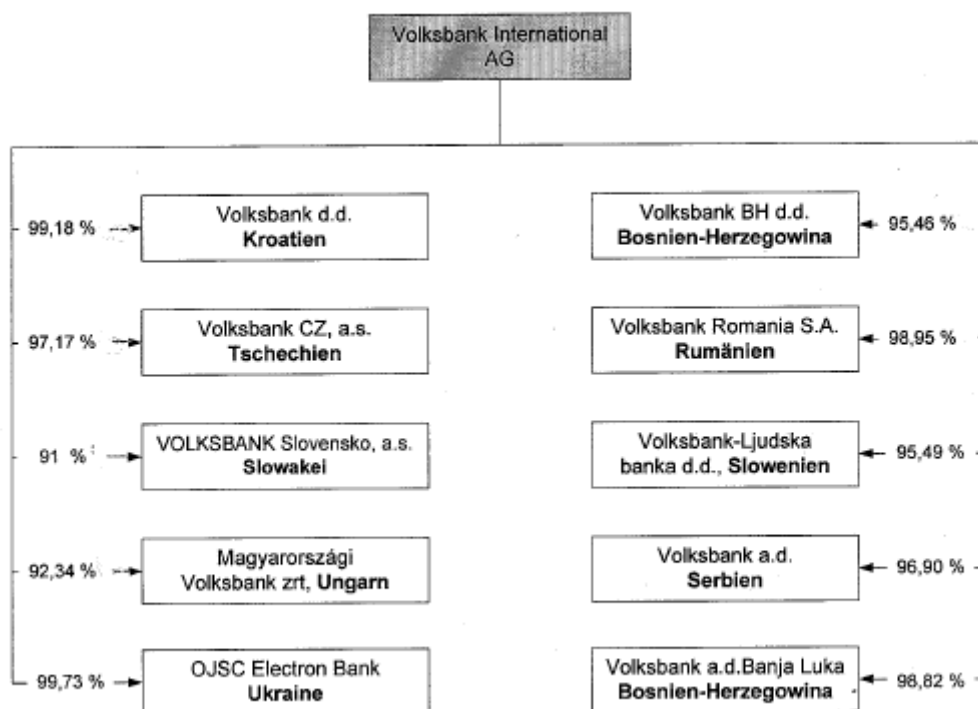 Volksbank International
AG
99,18 %
Volksbank d.d.
Kroatien
Volksbank BH d.d.
Bosnien-Herzegowina
95,46 %
97,17 %
Volksbank CZ, a.s.
Tschechien
Volksbank Romania S.A.
Rumänien
98,95 %
91 %
VOLKSBANK Slovensko, a.s.
Slowakei
Volksbank-Ljudska
banka d.d., Slowenien
95,49 %
92,34 %
Magyarországi
Volksbank zrt, Ungarn
Volksbank a.d.
Serbien
96,90 %
99,73 %
OJSC Electron Bank
Ukraine
Volksbank a.d.Banja Luka
Bosnien-Herzegowina
98,82 %